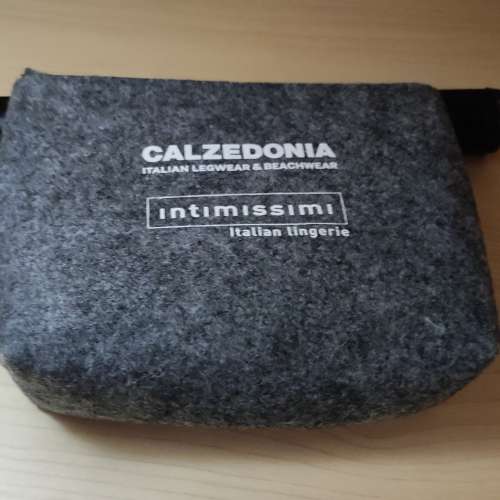 CALZEDONIA
ITALIAN LEGWEAR & BEACHWEAR
intimissimi
Italian lingerie